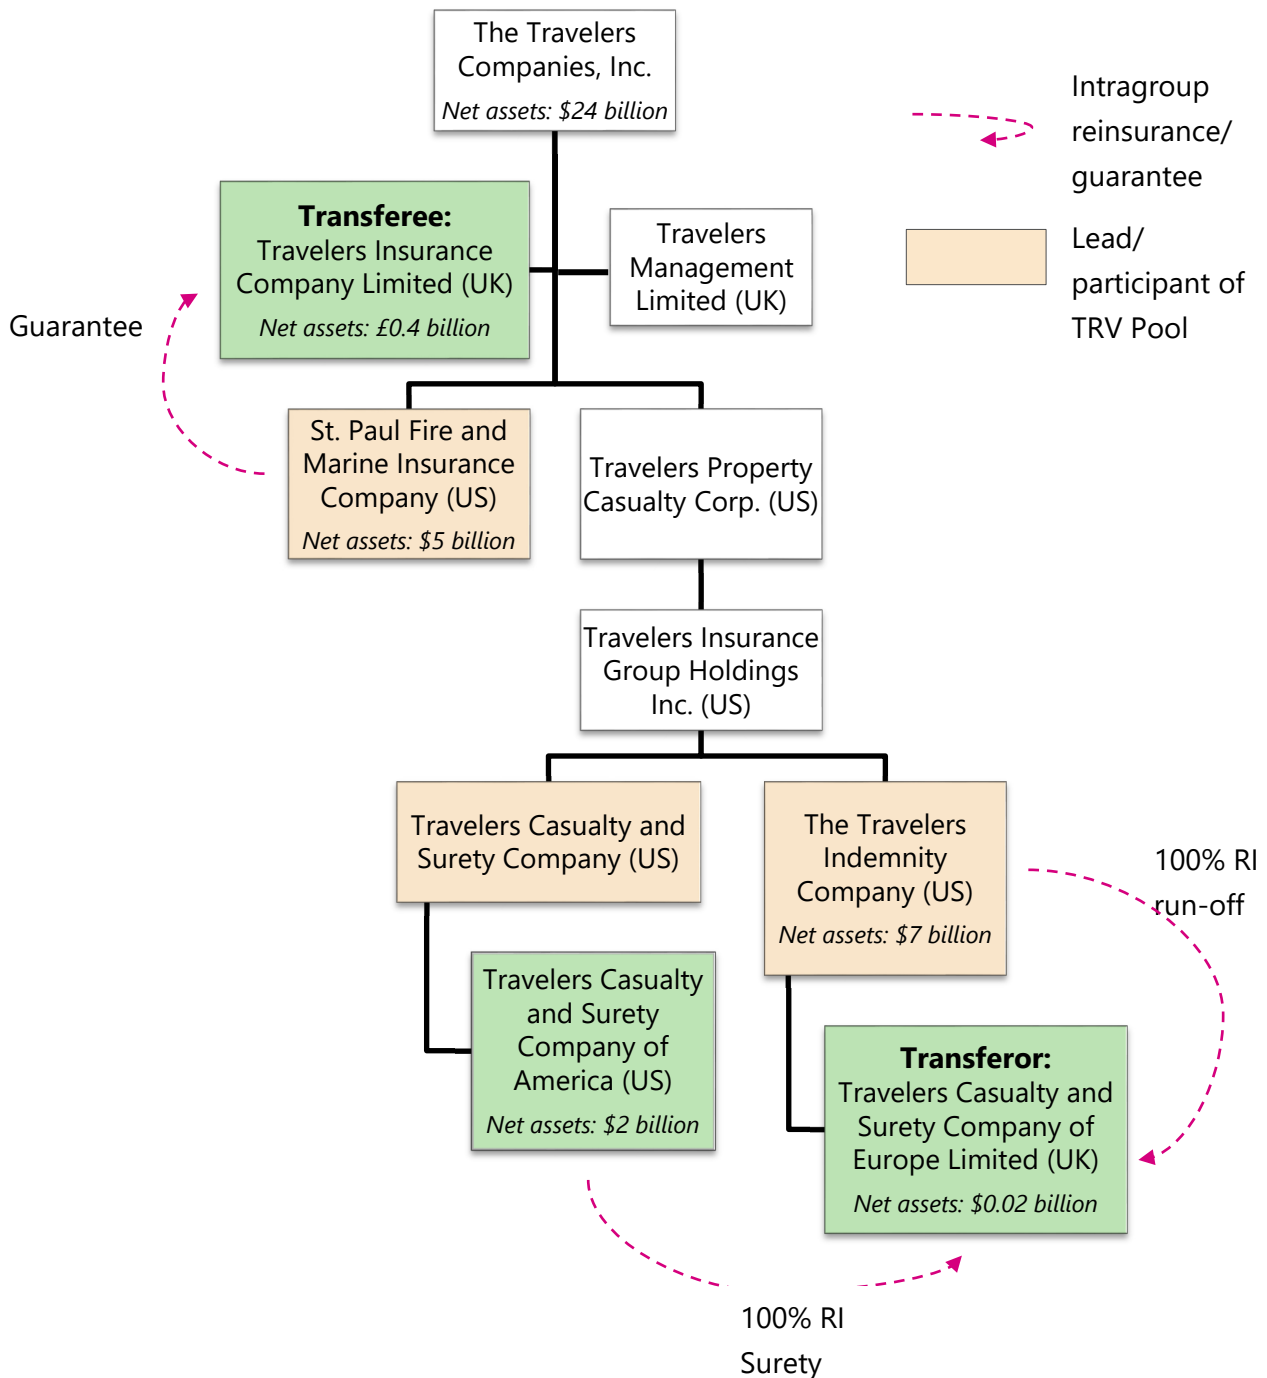 The Travelers
Companies, Inc.
Net assets: $24 billion
Intragroup
reinsurance/
guarantee
Transferee:
Travelers Insurance
Company Limited (UK)
Net assets: £0.4 billion
Travelers
Management
Limited (UK)
Lead/
participant of
TRV Pool
Guarantee
St. Paul Fire and
Marine Insurance
Company (US)
Net assets: $5 billion
Travelers Property
Casualty Corp. (US)
Travelers Insurance
Group Holdings
Inc. (US)
Travelers Casualty and
Surety Company (US)
The Travelers
Indemnity
Company (US)
Net assets: $7 billion
100% RI
run-off
Travelers Casualty
and Surety
Company of
America (US)
Net assets: $2 billion
Transferor:
Travelers Casualty and
Surety Company of
Europe Limited (UK)
Net assets: $0.02 billion
100% RI
Surety